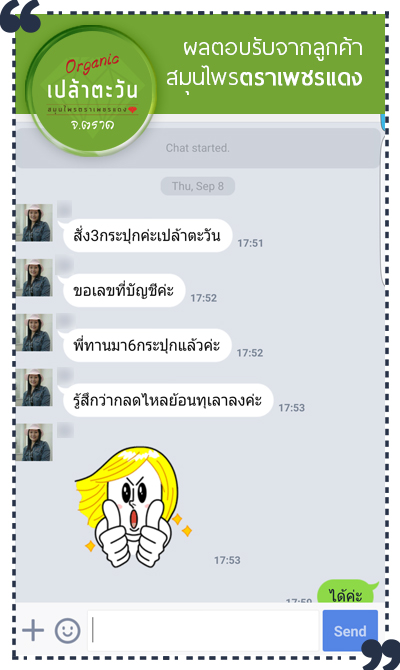 ผลตอบรับจากลูกค้า
สมุนไพรตราเพชรแดง
Organic
เปล้าตะวัน
สมุนไพรตราเพชรแดง
จ.ตราด
Chat started.
Thu, Sep 8
สั่ง3กระปุกค่ะเปล้าตะวัน
17:51
ขอเลขที่บัญชีค่ะ
17:52
พี่ทานมา6กระปุกแล้วค่ะ
17:52
รู้สึกว่ากลดไหลย้อนทุเลาลงค่ะ
17:53
17:53
ได้ค่ะ
17:59
Send